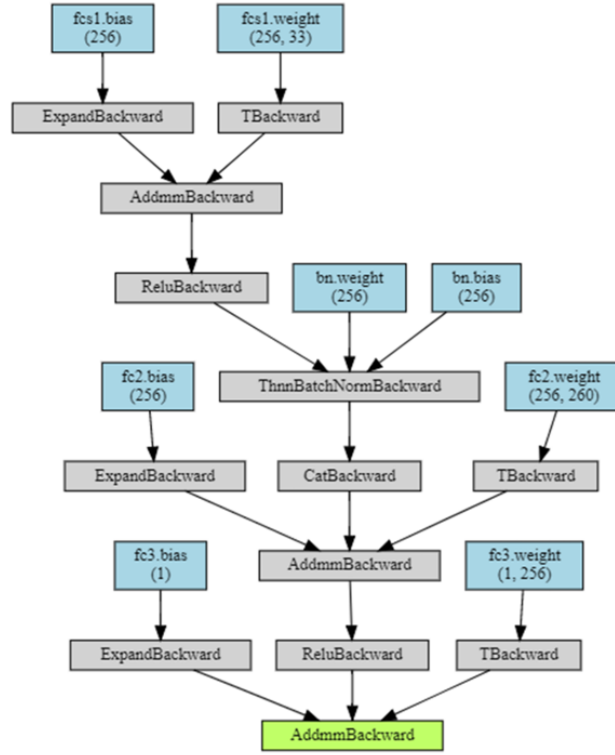 fcs1.bias
(256)
fcs1.weight
(256, 33)
ExpandBackward
TBackward
AddmmBackward
ReluBackward
bn.weight
(256)
bn.bias
(256)
fc2.bias
(256)
ThnnBatchNormBackward
fc2.weight
(256, 260)
ExpandBackward
CatBackward
TBackward
fc3.bias
(1)
AddmmBackward
fc3.weight
(1, 256)
ExpandBackward
ReluBackward
TBackward
AddmmBackward